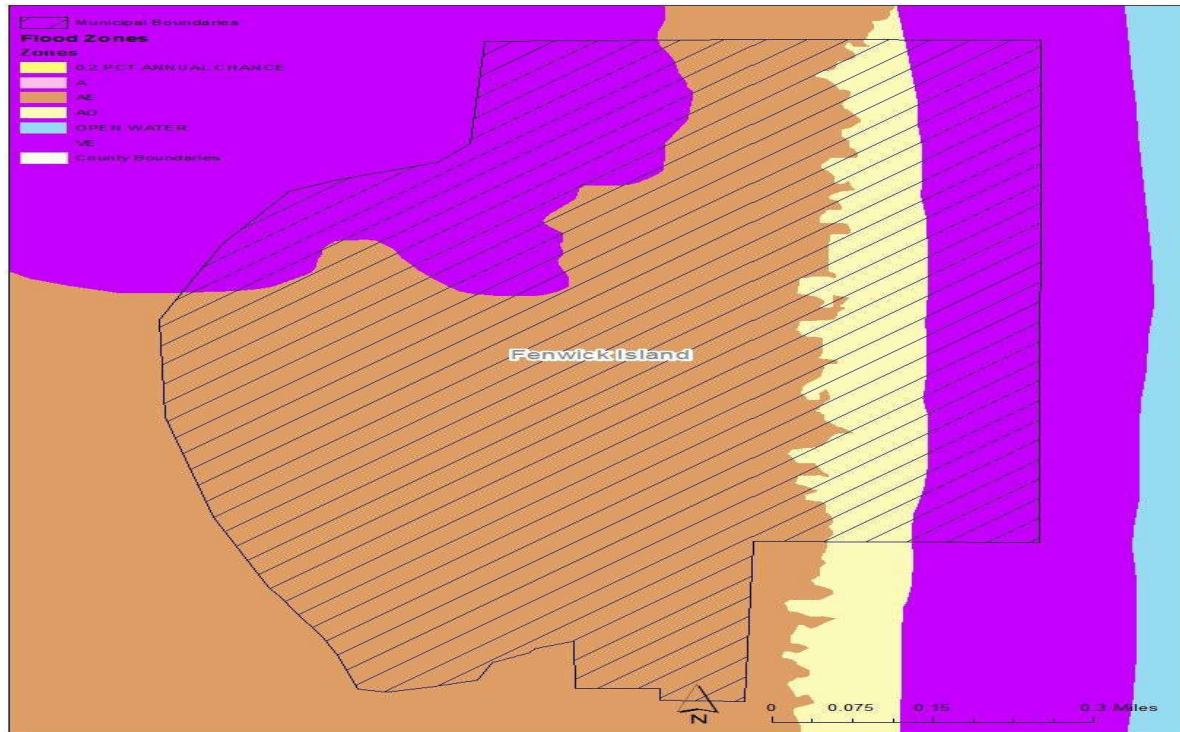 Municipal Boundaries
Flood Zones
Zones
0.2 PCT ANNUAL CHANCE
A
AE
AO
OPEN WATER
VE
County Boundaries
Fenwick Island
N
0 0.075 0.15 0.3 Miles